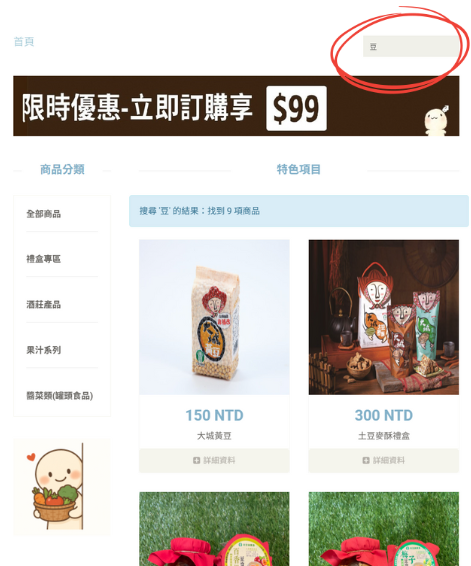 首頁
豆
限時優惠-立即訂購享 $99
商品分類
特色項目
全部商品
禮盒專區
酒莊產品
果汁系列
醬菜類(罐頭食品)
搜尋 '豆' 的結果：找到 9 項商品
150 NTD
大城黃豆
詳細資料
300 NTD
土豆麥酥禮盒
詳細資料